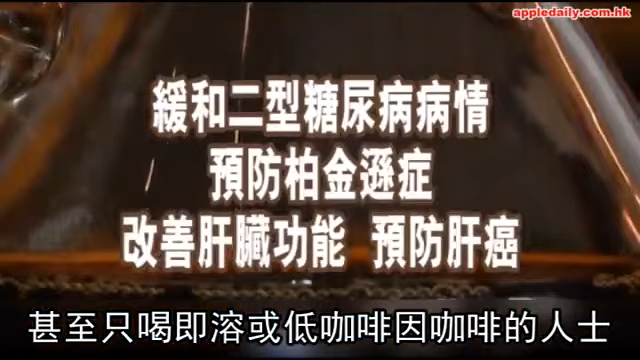 appledaily.com.hk
緩和二型糖尿病病情
預防柏金遜症
改善肝臟功能 預防肝癌
甚至只喝即溶或低咖啡因咖啡的人士